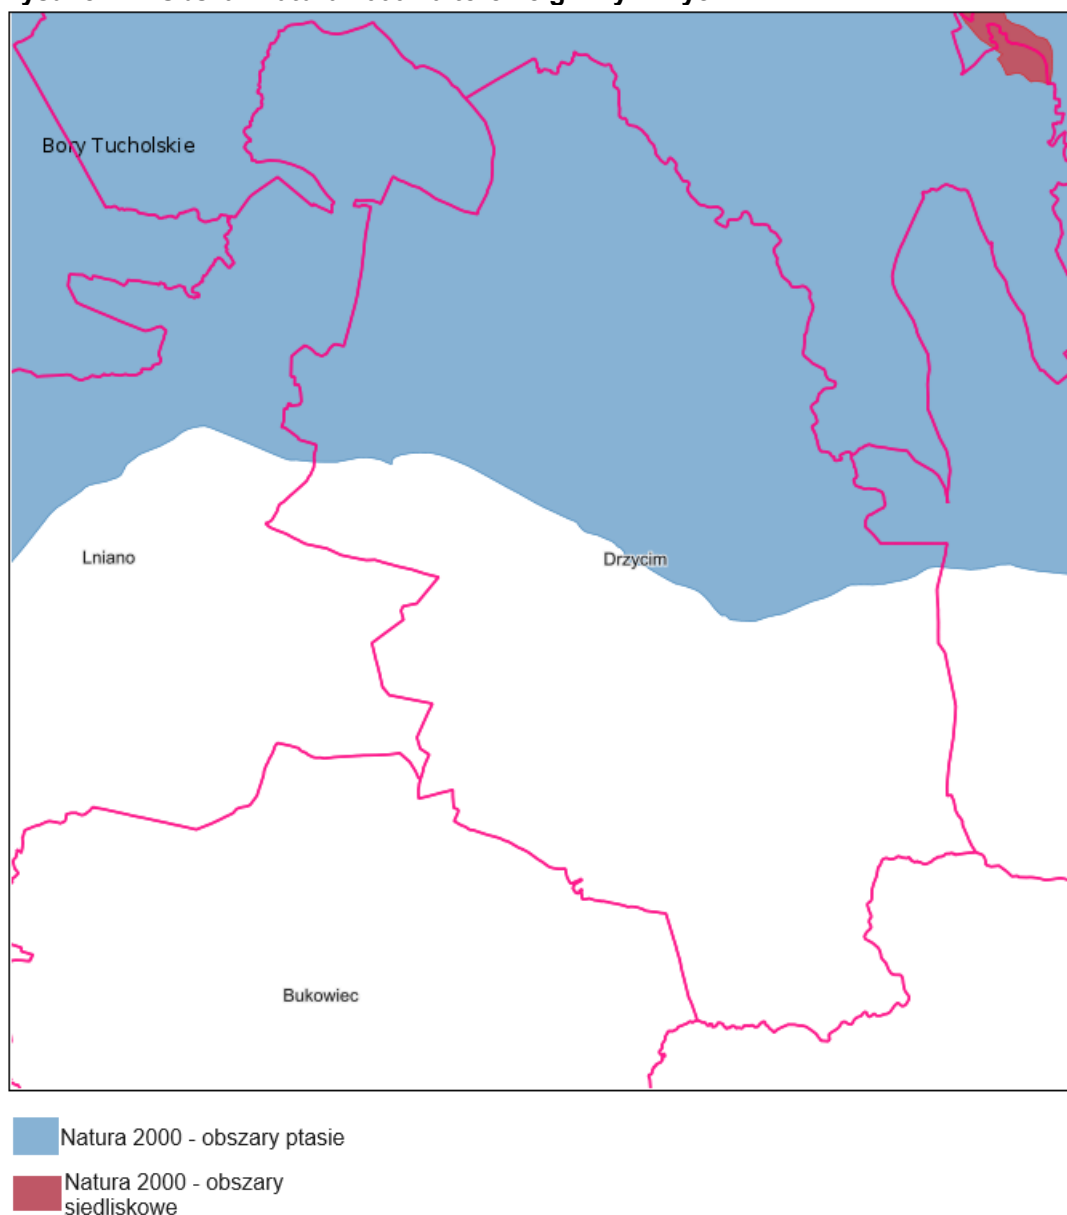 Bory Tucholskie
Lniano
Drzycim
Bukowiec
Natura 2000 - obszary ptasie
Natura 2000 - obszary
siedliskowe